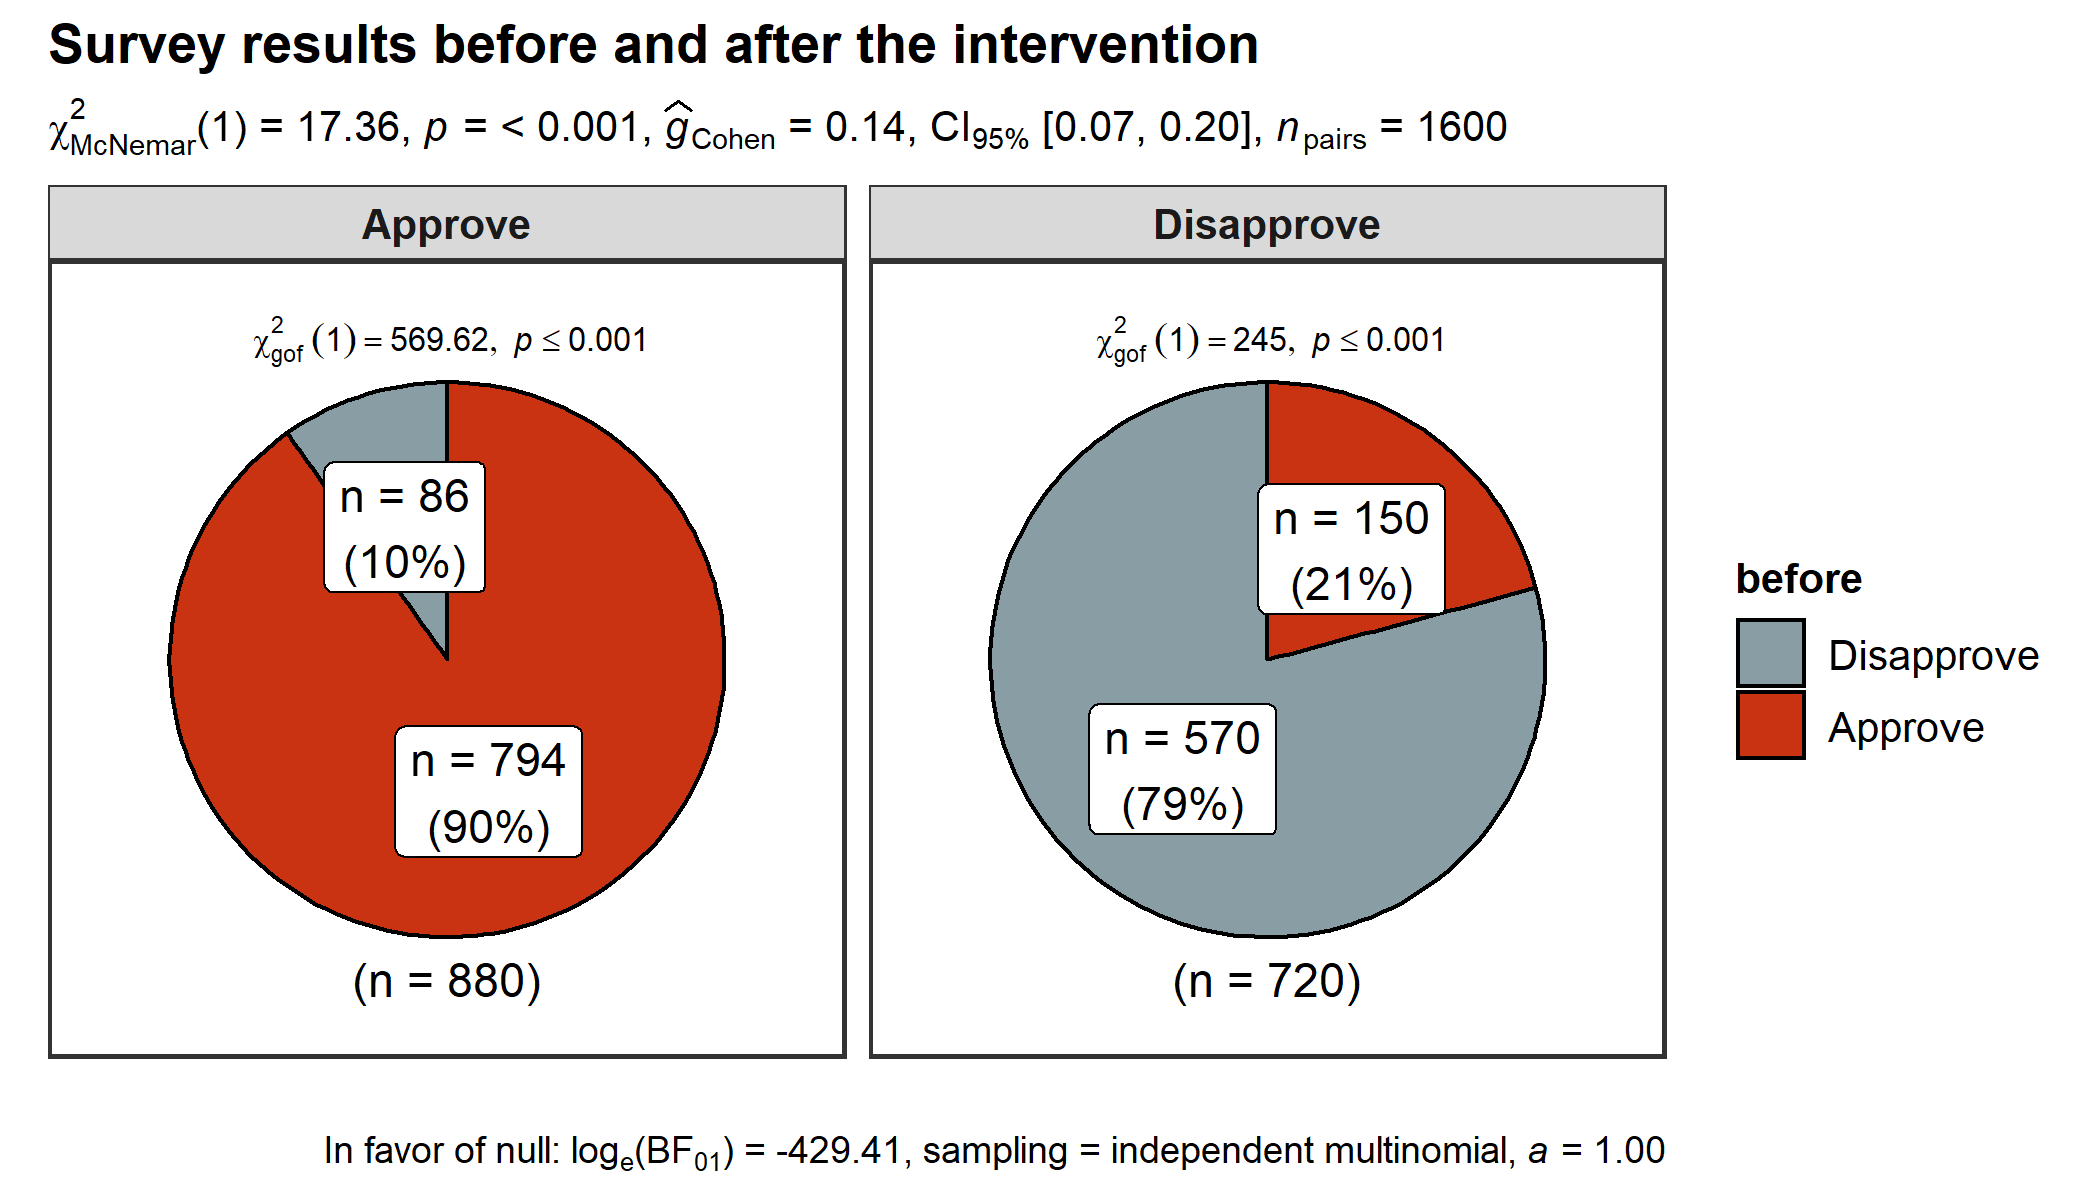 Survey results before and after the intervention
χ²McNemar(1) = 17.36, p = < 0.001, ĝCohen = 0.14, CI95% [0.07, 0.20], npairs = 1600
Approve
χ²gof (1) = 569.62, p ≤ 0.001
n = 86
(10%)
n = 794
(90%)
(n = 880)
Disapprove
χ²gof (1) = 245, p ≤ 0.001
n = 150
(21%)
n = 570
(79%)
(n = 720)
before
Disapprove
Approve
In favor of null: loge(BF01) = -429.41, sampling = independent multinomial, a = 1.00